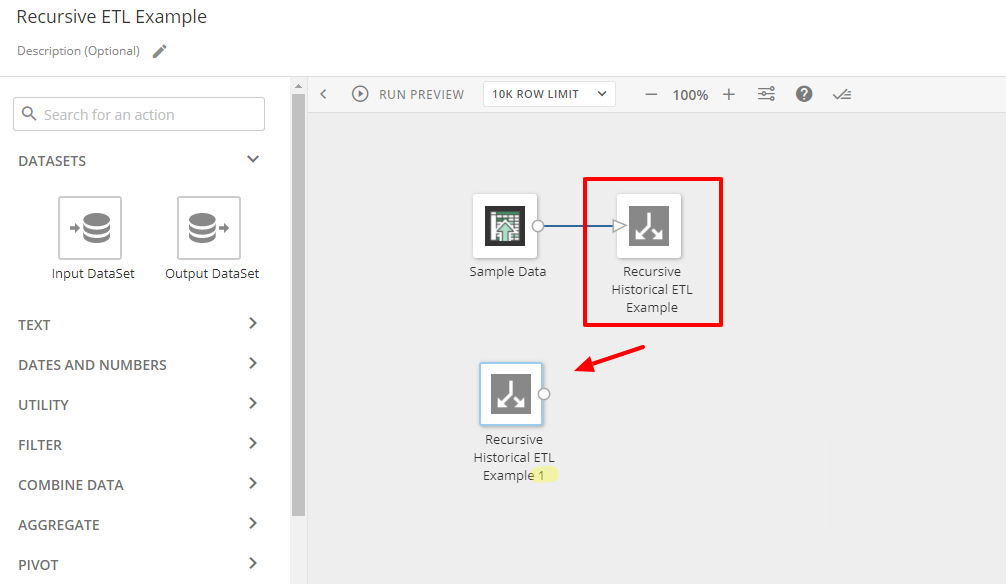 Recursive ETL Example
Description (Optional)
Search for an action
RUN PREVIEW
10K ROW LIMIT
100%
DATASETS
Input DataSet
Output DataSet
TEXT
DATES AND NUMBERS
UTILITY
FILTER
COMBINE DATA
AGGREGATE
PIVOT
Sample Data
Recursive
Historical ETL
Example
Recursive
Historical ETL
Example 1